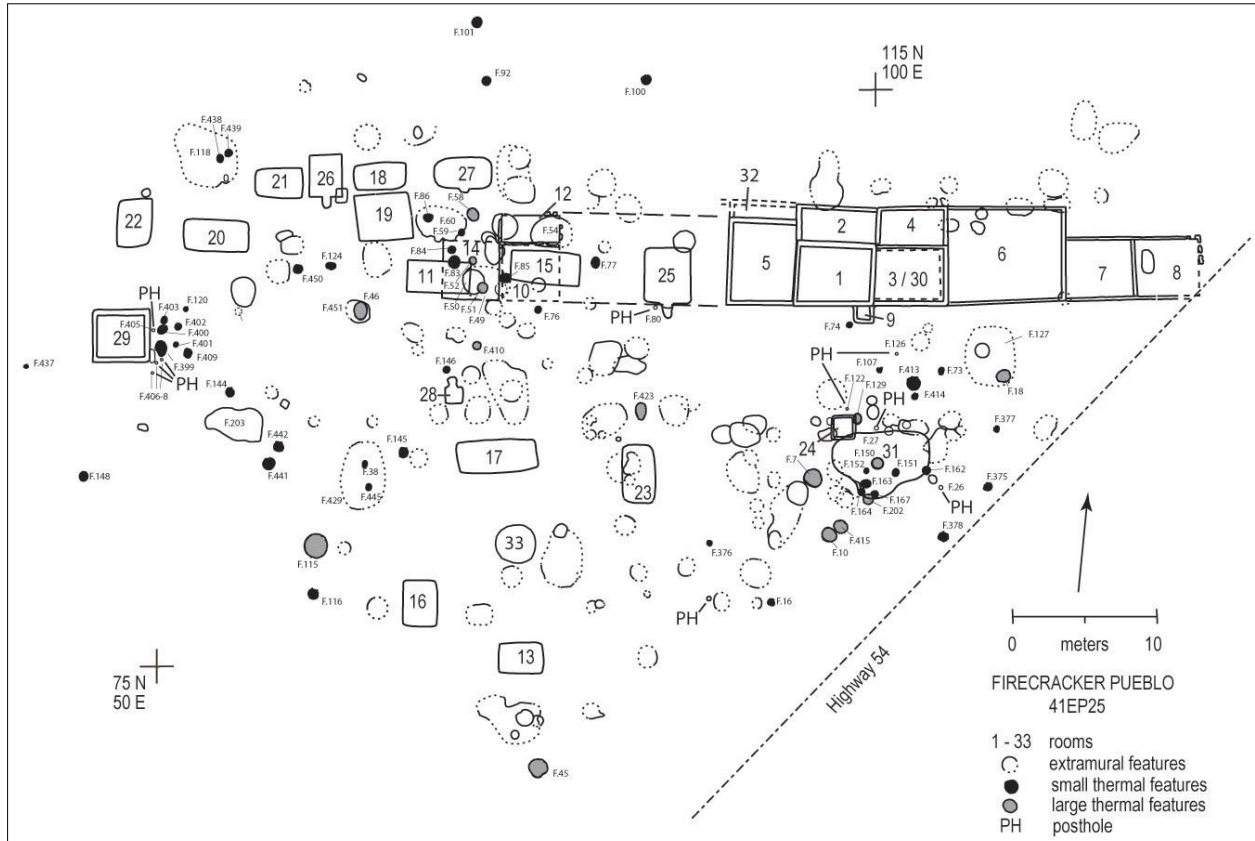 F.101
F.92
F.100
115 N
100 E
F.438
F.439
F.118
21
26
18
27
12
32
22
20
19
F.86
F.58
F.60
F.59
F.54
2
4
F.84
14
F.124
F.450
11
F.83
F.52
F.50
F.51
F.49
10
F.85
15
F.77
25
5
1
3 / 30
6
7
8
PH
F.403
F.120
F.405
F.402
F.400
F.401
F.409
29
F.399
PH
F.406-8
F.437
F.451
F.46
F.76
PH
F.80
9
F.74
F.410
F.146
28
PH
F.126
F.107
F.413
F.73
F.414
F.127
F.18
F.144
F.203
F.423
F.122
F.129
PH
24
F.27
31
F.377
F.442
F.441
F.145
F.38
F.445
F.429
17
23
F.148
F.7
F.150
F.152
F.151
F.162
F.163
F.26
PH
F.164
F.167
F.202
F.375
F.415
F.10
F.378
F.115
33
F.376
F.116
16
PH
F.16
13
75 N
50 E
F.45
Highway 54
0 meters 10
FIRECRACKER PUEBLO
41EP25
1 - 33 rooms
extramural features
small thermal features
large thermal features
PH posthole